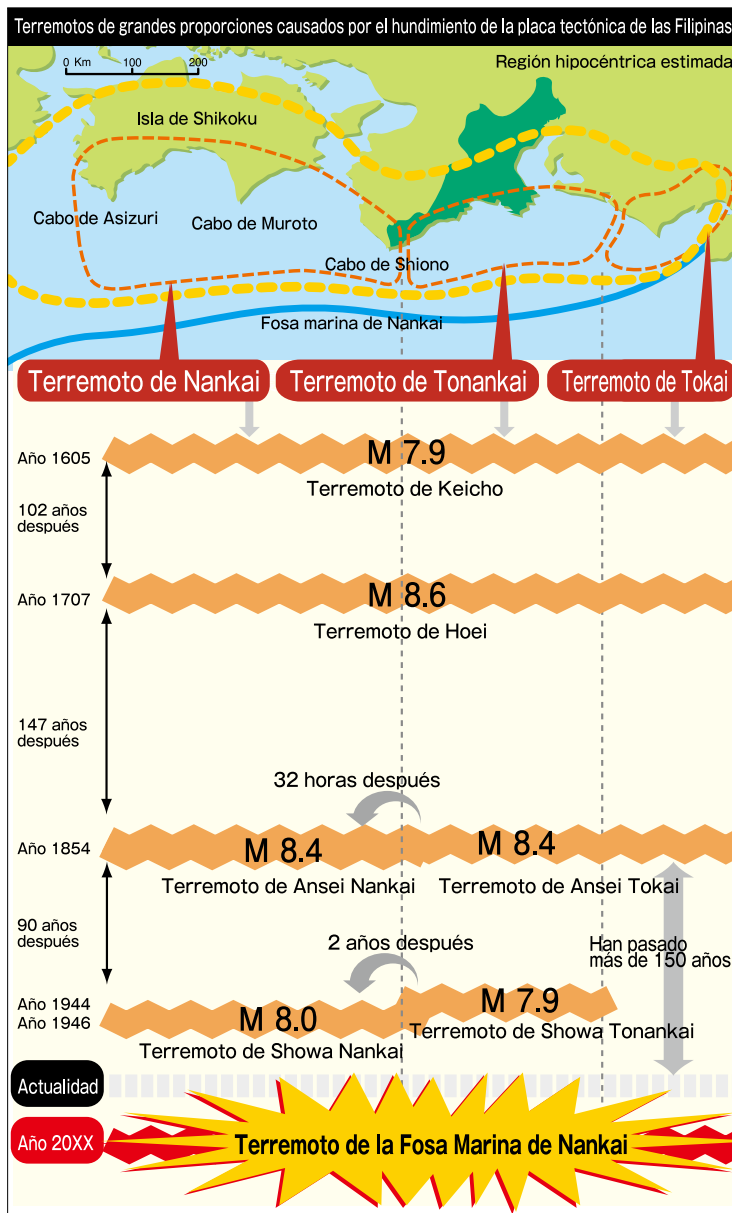 Terremotos de grandes proporciones causados por el hundimiento de la placa tectónica de las Filipinas
0 Km 100 200
Región hipocéntrica estimada
Isla de Shikoku
Cabo de Asizuri
Cabo de Muroto
Cabo de Shiono
Fosa marina de Nankai
Terremoto de Nankai
Terremoto de Tonankai
Terremoto de Tokai
Año 1605
M 7.9
Terremoto de Keicho
102 años
después
Año 1707
M 8.6
Terremoto de Hoei
147 años
después
32 horas después
Año 1854
M 8.4
M 8.4
Terremoto de Ansei Nankai
Terremoto de Ansei Tokai
90 años
después
2 años después
Han pasado
más de 150 años
Año 1944
Año 1946
M 8.0
M 7.9
Terremoto de Showa Tonankai
Terremoto de Showa Nankai
Actualidad
Año 20XX
Terremoto de la Fosa Marina de Nankai